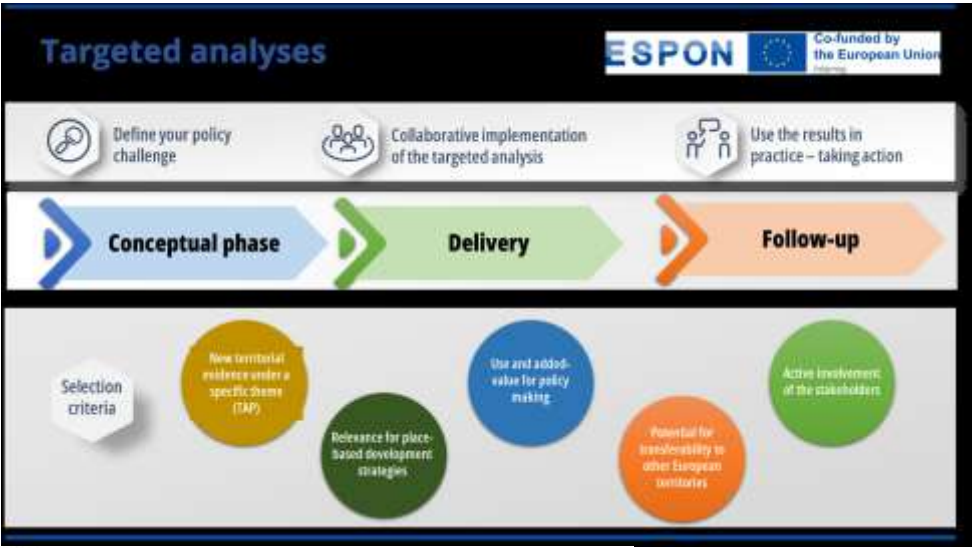 Targeted analyses
ESPON
Co-funded by
the European Union
Interreg
Define your policy
challenge
Collaborative implementation
of the targeted analysis
Use the results in
practice – taking action
Conceptual phase
Delivery
Follow-up
Selection
criteria
New territorial
evidence under a
specific theme
(TAP)
Relevance for place-
based development
strategies
Use and added-
value for policy
making
Potential for
transferability to
other European
territories
Active involvement
of the stakeholders